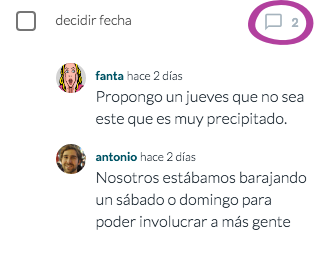 decidir fecha 2
fanta hace 2 días
Propongo un jueves que no sea
este que es muy precipitado.
antonio hace 2 días
Nosotros estábamos barajando
un sábado o domingo para
poder involucrar a más gente